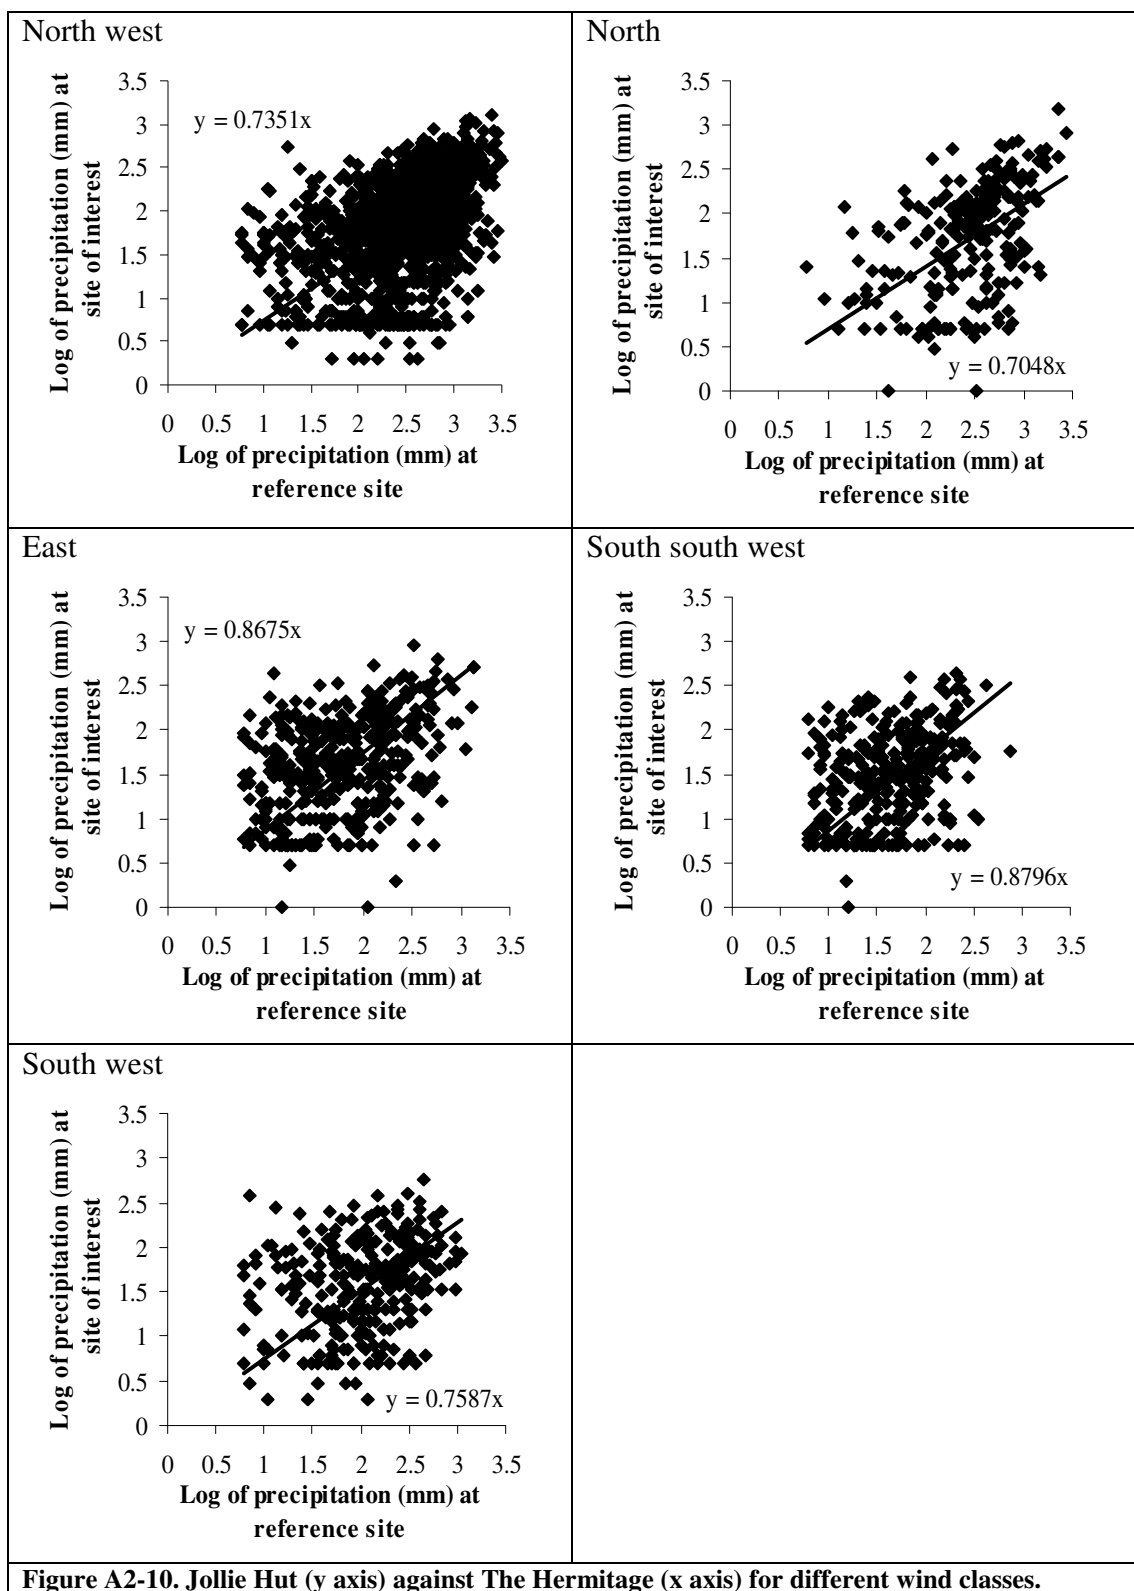 North west
Log of precipitation (mm) at
site of interest
3.5
3
2.5
2
1.5
1
0.5
0
y = 0.7351x
0 0.5 1 1.5 2 2.5 3 3.5
Log of precipitation (mm) at
reference site
North
Log of precipitation (mm) at
site of interest
3.5
3
2.5
2
1.5
1
0.5
0
y = 0.7048x
0 0.5 1 1.5 2 2.5 3 3.5
Log of precipitation (mm) at
reference site
East
Log of precipitation (mm) at
site of interest
3.5
3
2.5
2
1.5
1
0.5
0
y = 0.8675x
0 0.5 1 1.5 2 2.5 3 3.5
Log of precipitation (mm) at
reference site
South south west
Log of precipitation (mm) at
site of interest
3.5
3
2.5
2
1.5
1
0.5
0
y = 0.8796x
0 0.5 1 1.5 2 2.5 3 3.5
Log of precipitation (mm) at
reference site
South west
Log of precipitation (mm) at
site of interest
3.5
3
2.5
2
1.5
1
0.5
0
y = 0.7587x
0 0.5 1 1.5 2 2.5 3 3.5
Log of precipitation (mm) at
reference site
Figure A2-10. Jollie Hut (y axis) against The Hermitage (x axis) for different wind classes.